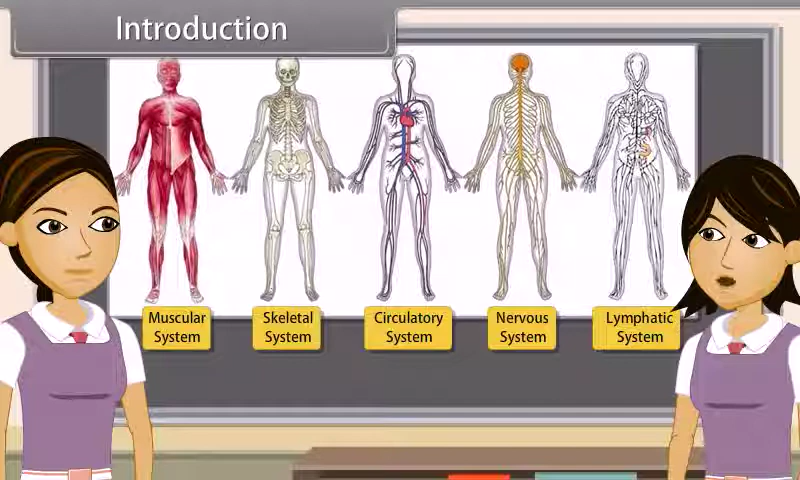 Introduction
Muscular
System
Skeletal
System
Circulatory
System
Nervous
System
Lymphatic
System